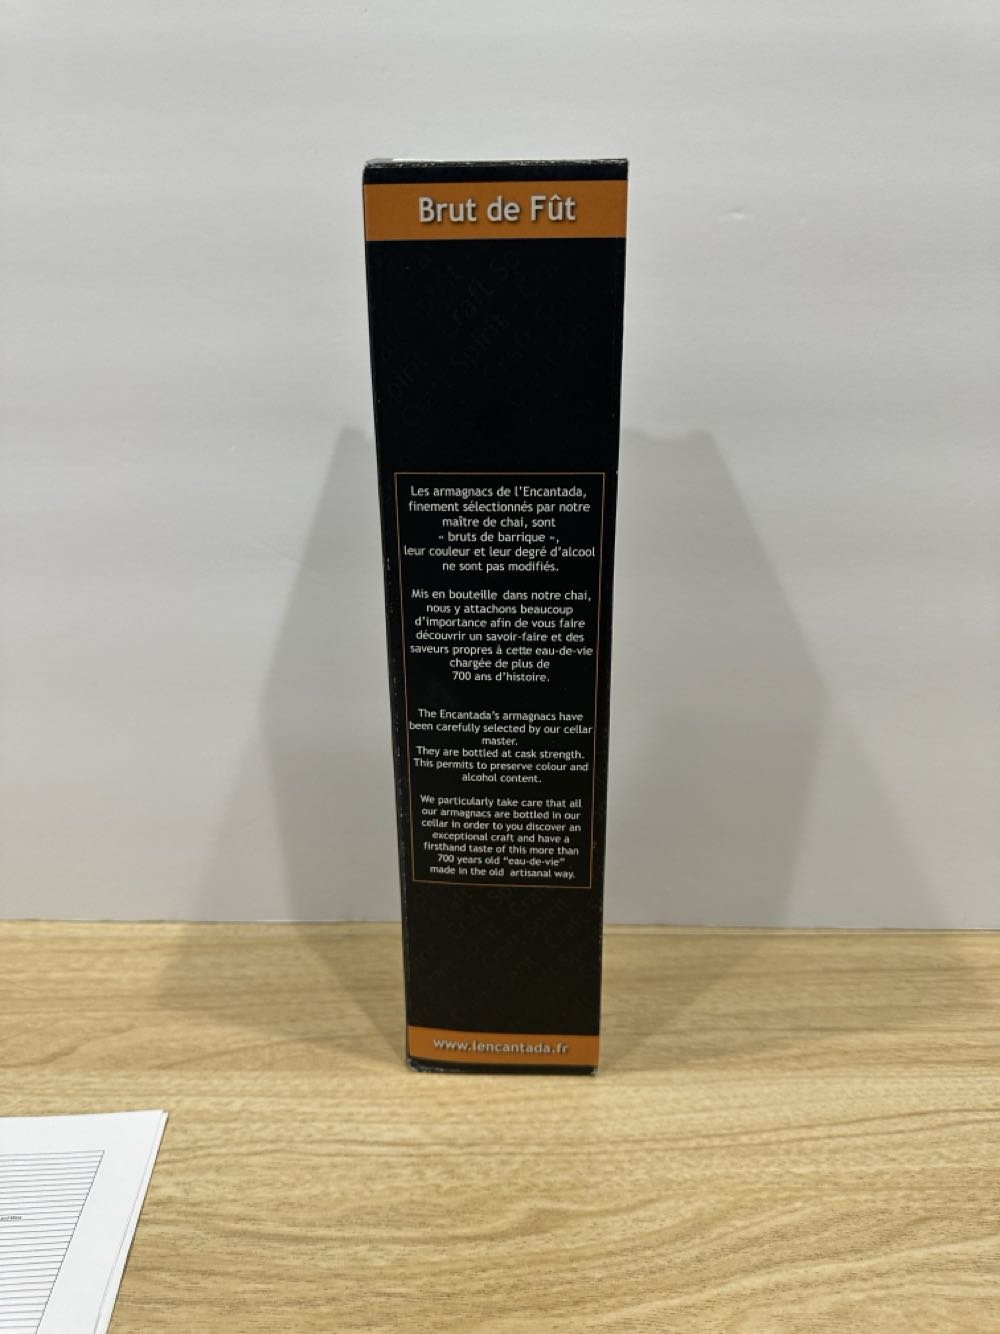 Brut de Fût
Craft Spirit
Les armagnacs de l'Encantada,
finement sélectionnés par notre
maître de chai, sont
« bruts de barrique »,
leur couleur et leur degré d'alcool
ne sont pas modifiés.
Mis en bouteille dans notre chai,
nous y attachons beaucoup
d'importance afin de vous faire
découvrir un savoir-faire et des
saveurs propres à cette eau-de-vie
chargée de plus de
700 ans d'histoire.
The Encantada's armagnacs have
been carefully selected by our cellar
master.
They are bottled at cask strength.
This permits to preserve colour and
alcohol content.
We particularly take care that all
our armagnacs are bottled in our
cellar in order to you discover an
exceptional craft and have a
firsthand taste of this more than
700 years old "eau-de-vie"
made in the old artisanal way.
www.lencantada.fr